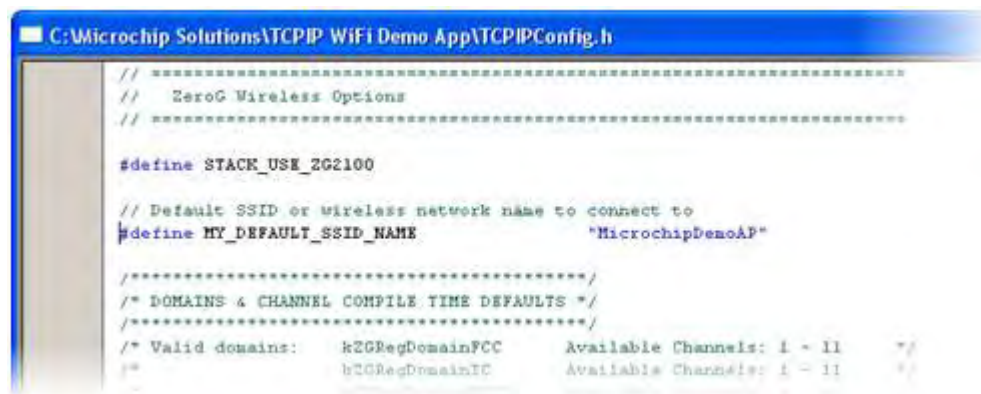 C:\Microchip Solutions\TCPIP WiFi Demo App\TCPIPConfig.h
// =====================================================================
//   ZeroG Wireless Options
// =====================================================================
#define STACK_USE_ZG2100
// Default SSID or wireless network name to connect to
#define MY_DEFAULT_SSID_NAME "MicrochipDemoAP"
/*******************************************/
/* DOMAINS & CHANNEL COMPILE TIME DEFAULTS */
/*******************************************/
/* Valid domains: kZGRegDomainFCC Available Channels: 1 - 11 */
/* kZGRegDomainIC Available Channels: 1 - 11 */